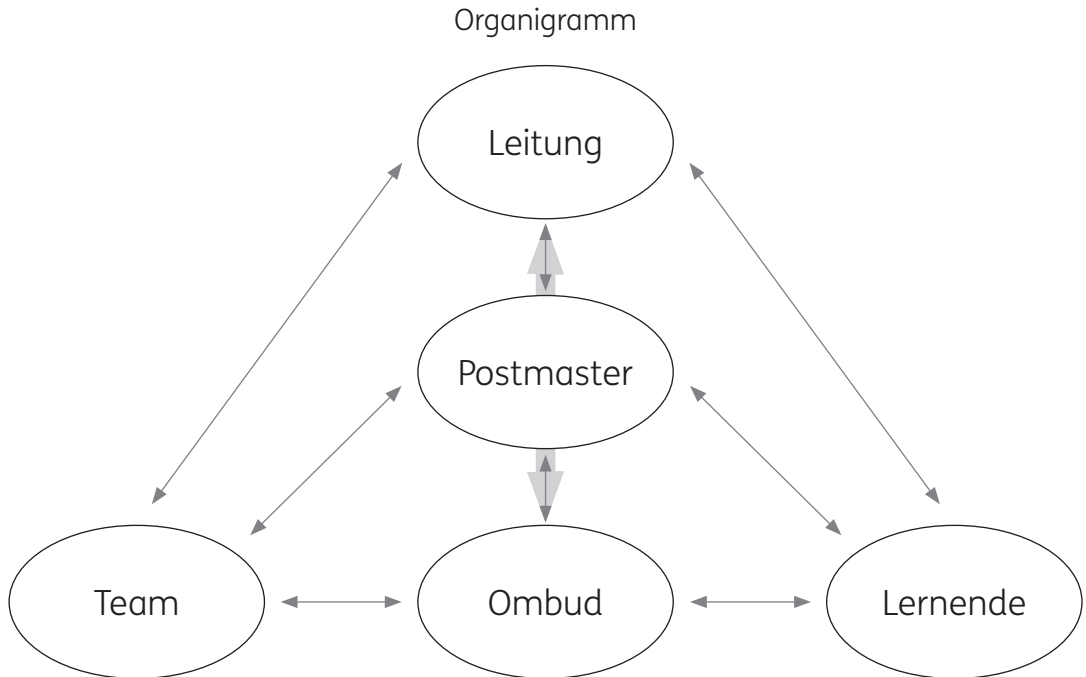 Organigramm
Leitung
Postmaster
Team
Ombud
Lernende